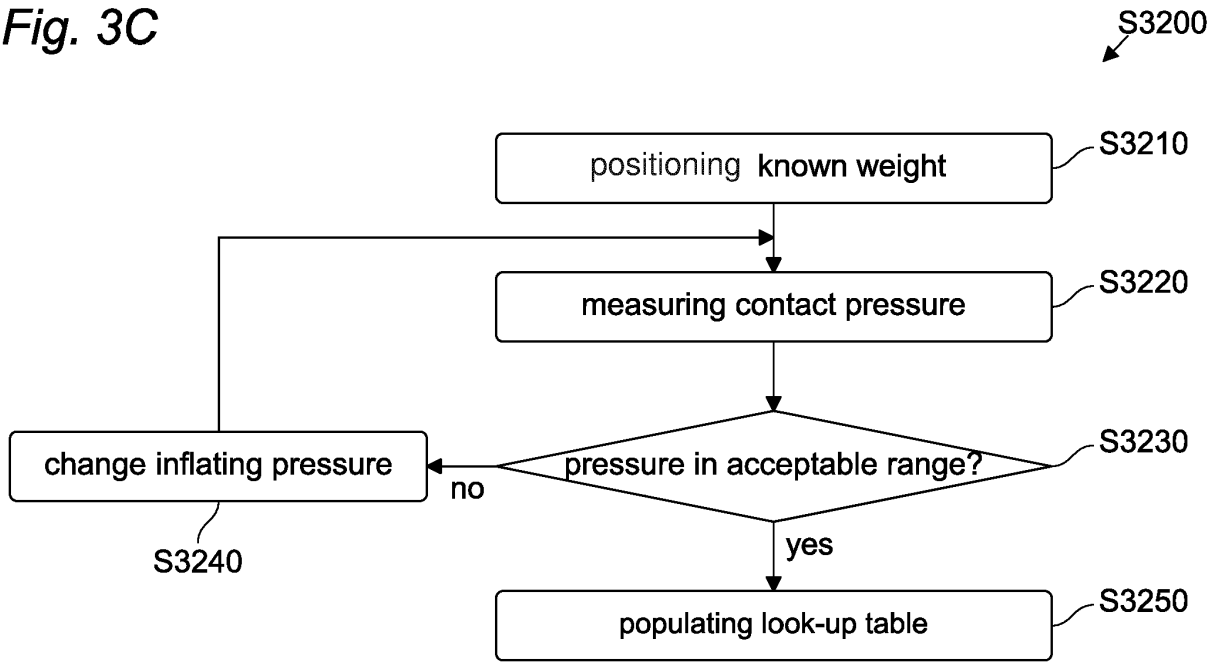 Fig. 3C
S3200
S3210
positioning known weight
S3220
measuring contact pressure
S3230
pressure in acceptable range?
change inflating pressure
no
S3240
yes
S3250
populating look-up table